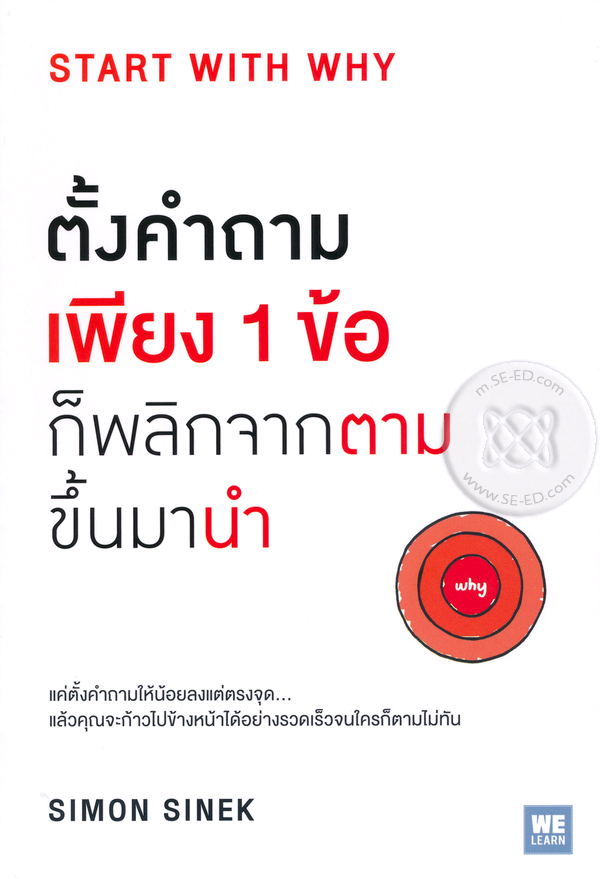 START WITH WHY
ตั้งคำถาม
เพียง 1 ข้อ
ก็พลิกจากตาม
ขึ้นมานำ
m.SE-ED.com
www.SE-ED.com
why
แค่ตั้งคำถามให้น้อยลงแต่ตรงจุด...
แล้วคุณจะก้าวไปข้างหน้าได้อย่างรวดเร็วจนใครก็ตามไม่ทัน
SIMON SINEK
WE
LEARN